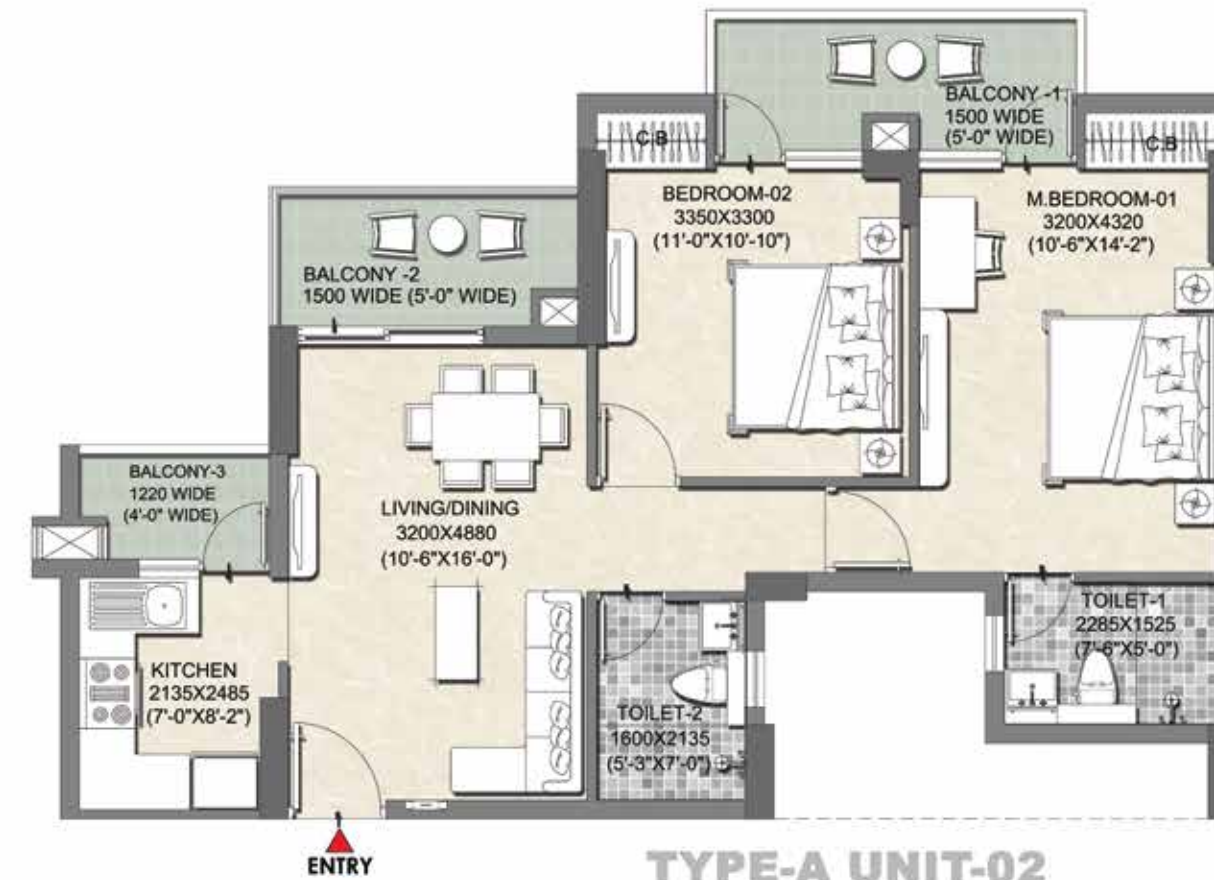 BALCONY -1
1500 WIDE
(5'-0" WIDE)
C.B
C.B
BEDROOM-02
3350X3300
(11'-0"X10'-10")
M.BEDROOM-01
3200X4320
(10'-6"X14'-2")
BALCONY -2
1500 WIDE (5'-0" WIDE)
BALCONY-3
1220 WIDE
(4'-0" WIDE)
LIVING/DINING
3200X4880
(10'-6"X16'-0")
KITCHEN
2135X2485
(7'-0"X8'-2")
TOILET-2
1600X2135
(5'-3"X7'-0")
TOILET-1
2285X1525
(7'-6"X5'-0")
ENTRY
TYPE-A UNIT-02